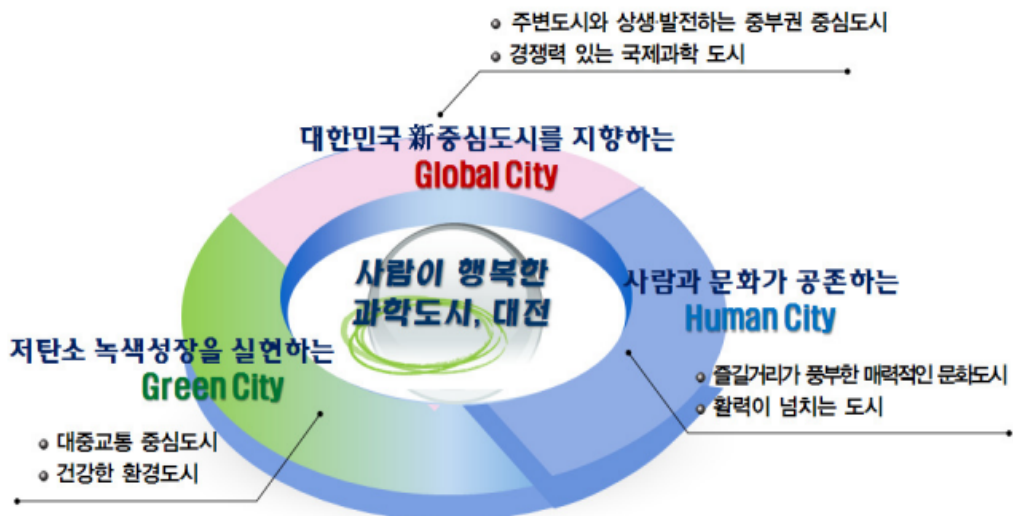 주변도시와 상생·발전하는 중부권 중심도시
경쟁력 있는 국제과학 도시
대한민국 新중심도시를 지향하는
Global City
사람이 행복한
과학도시, 대전
사람과 문화가 공존하는
Human City
즐길거리가 풍부한 매력적인 문화도시
활력이 넘치는 도시
저탄소 녹색성장을 실현하는
Green City
대중교통 중심도시
건강한 환경도시